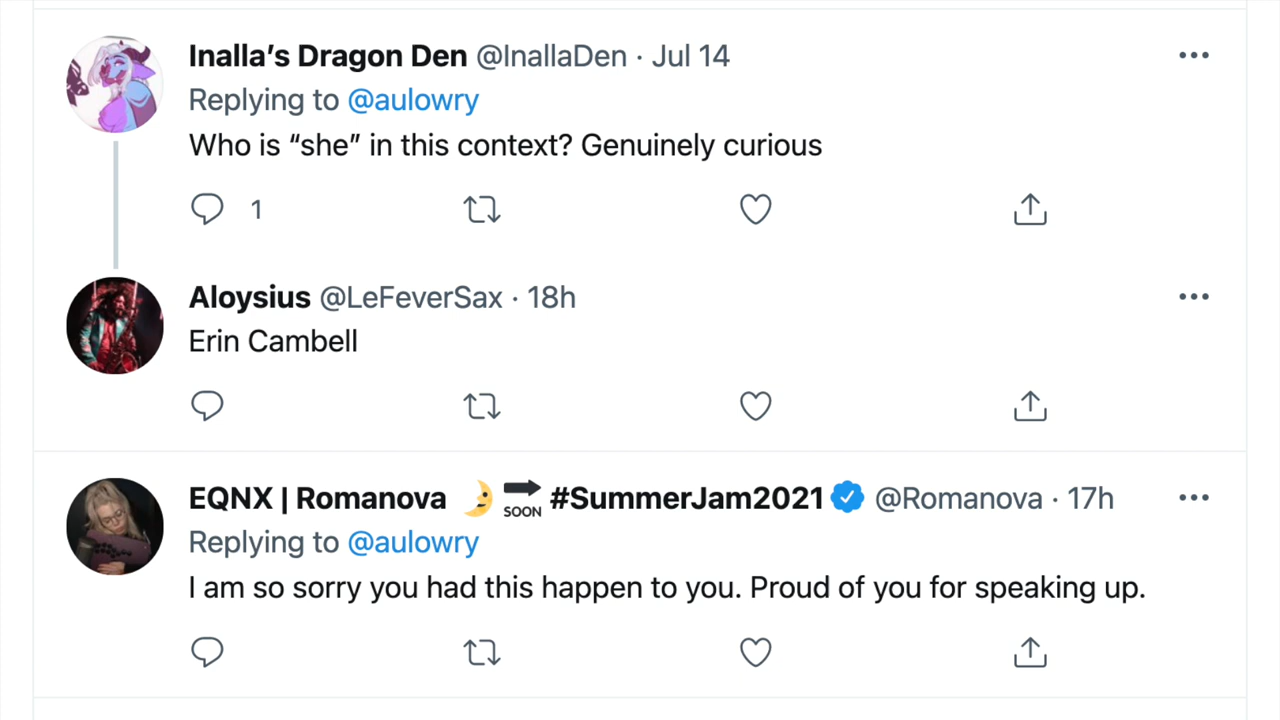 Inalla’s Dragon Den @InallaDen · Jul 14
Replying to @aulowry
Who is “she” in this context? Genuinely curious
1
Aloysius @LeFeverSax · 18h
Erin Cambell
EQNX | Romanova 🌛 🔜 #SummerJam2021 @Romanova · 17h
Replying to @aulowry
I am so sorry you had this happen to you. Proud of you for speaking up.